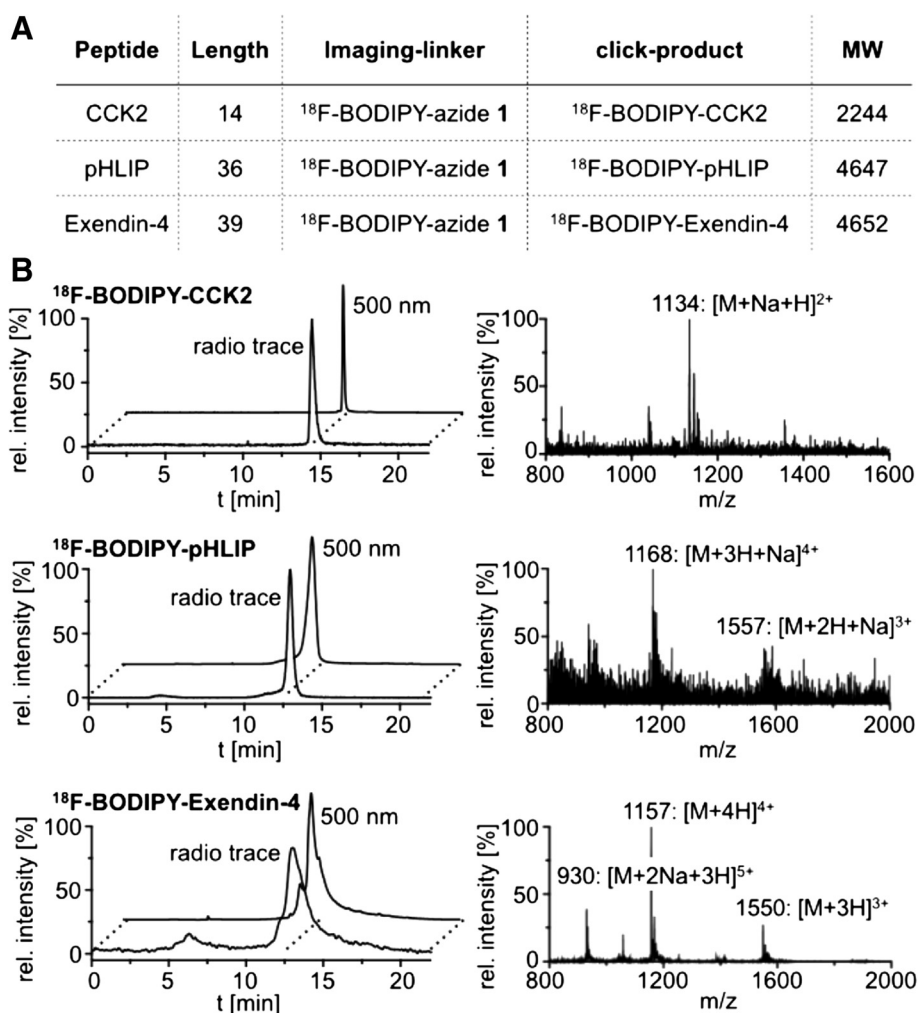 A
Peptide Length Imaging-linker click-product MW
CCK2 14 ¹⁸F-BODIPY-azide 1 ¹⁸F-BODIPY-CCK2 2244
pHLIP 36 ¹⁸F-BODIPY-azide 1 ¹⁸F-BODIPY-pHLIP 4647
Exendin-4 39 ¹⁸F-BODIPY-azide 1 ¹⁸F-BODIPY-Exendin-4 4652
B
¹⁸F-BODIPY-CCK2
500 nm
radio trace
rel. intensity [%]
100
50
0
0 5 10 15 20
t [min]
1134: [M+Na+H]²⁺
rel. intensity [%]
100
50
0
800 1000 1200 1400 1600
m/z
¹⁸F-BODIPY-pHLIP
500 nm
radio trace
rel. intensity [%]
100
50
0
0 5 10 15 20
t [min]
1168: [M+3H+Na]⁴⁺
1557: [M+2H+Na]³⁺
rel. intensity [%]
100
50
0
800 1200 1600 2000
m/z
¹⁸F-BODIPY-Exendin-4
500 nm
radio trace
rel. intensity [%]
100
50
0
0 5 10 15 20
t [min]
1157: [M+4H]⁴⁺
930: [M+2Na+3H]⁵⁺
1550: [M+3H]³⁺
rel. intensity [%]
100
50
0
800 1200 1600 2000
m/z